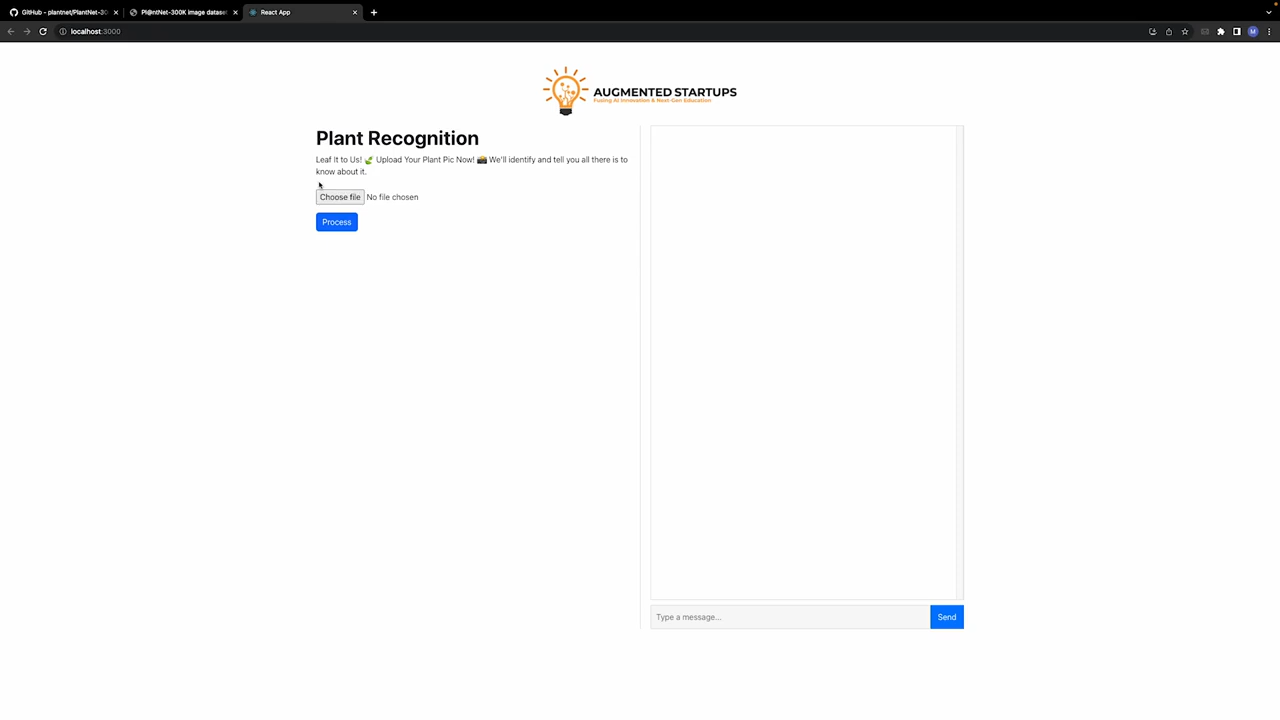 GitHub - plantnet/PlantNet-30
Pl@ntNet-300K image dataset
React App
localhost:3000
M
AUGMENTED STARTUPS
Fusing AI Innovation & Next-Gen Education
Plant Recognition
Leaf It to Us! 🌿 Upload Your Plant Pic Now! 📸 We'll identify and tell you all there is to
know about it.
Choose file No file chosen
Process
Type a message...
Send